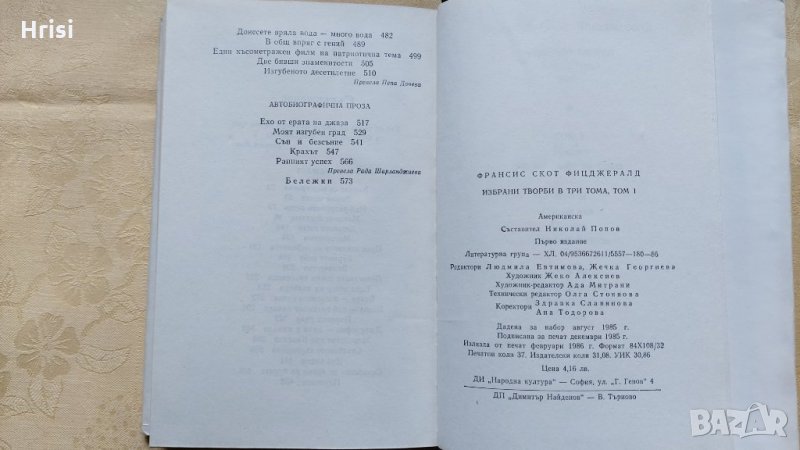 Hrisi
Донесете вряла вода — много вода 482
В общ воряг с гений 489
Един късометражен филм на патриотична тема 499
Две бивши знаменитости 505
Изгубеното десетилетие 510
Превела Пепа Дочева
АВТОБИОГРАФИЧНА ПРОЗА
Ехо от ерата на джаза 517
Моят изгубен град 529
Сън и безсъние 541
Крахът 547
Ранният успех 566
Превела Рада Шарланджиева
Бележки 573
ФРАНСИС СКОТ ФИЦДЖЕРАЛД
ИЗБРАНИ ТВОРБИ В ТРИ ТОМА, ТОМ I
Американска
Съставител Николай Попов
Първо издание
Литературна група — ХЛ. 04/9536672611/5557—180—86
Редактори Людмила Евтимова, Жечка Георгиева
Художник Жеко Алексиев
Художник-редактор Ада Митрани
Технически редактор Олга Стоянова
Коректори Здравка Славянова
Ана Тодорова
Дадена за набор август 1985 г.
Подписана за печат декември 1985 г.
Излязла от печат февруари 1986 г. Формат 84X108/32
Печатни коли 37. Издателски коли 31,08. УИК 30,86
Цена 4,16 лв.
ДИ „Народна култура" — София, ул. „Г. Генов" 4
ДП „Димитър Найденов" — В. Търново
BAZAR
bg